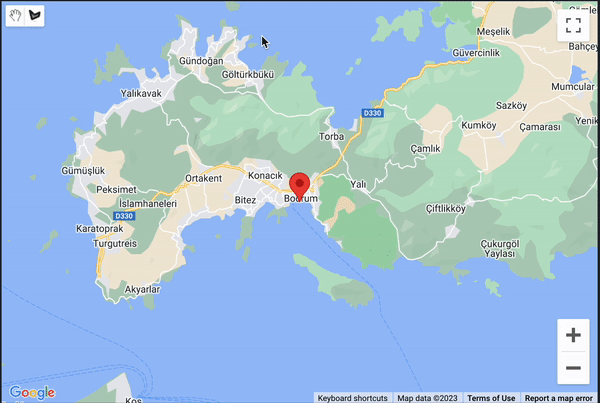 Meşelik
Güvercinlik
Bahçey
Gündoğan
Göltürkbükü
Yalıkavak
Mumcular
Sazköy
D330
Yenik
Kumköy
Çamarası
Torba
Çamlık
Gümüşlük
Konacık
Ortakent
Peksimet
Yalı
İslamhaneleri
Bitez
Bodrum
Çiftlikköy
D330
Karatoprak
Turgutreis
Çukurgöl
Yaylası
Akyarlar
+
−
Google
Kos
Keyboard shortcuts
Map data ©2023
Terms of Use
Report a map error